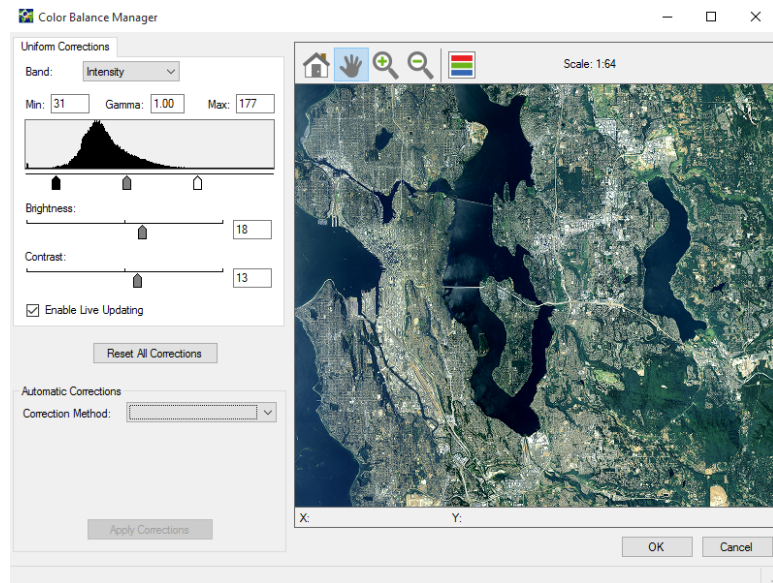 Color Balance Manager
Uniform Corrections
Band: Intensity
Min: 31 Gamma: 1.00 Max: 177
Brightness:
18
Contrast:
13
Enable Live Updating
Reset All Corrections
Automatic Corrections
Correction Method:
Apply Corrections
Scale: 1:64
X: Y:
OK Cancel